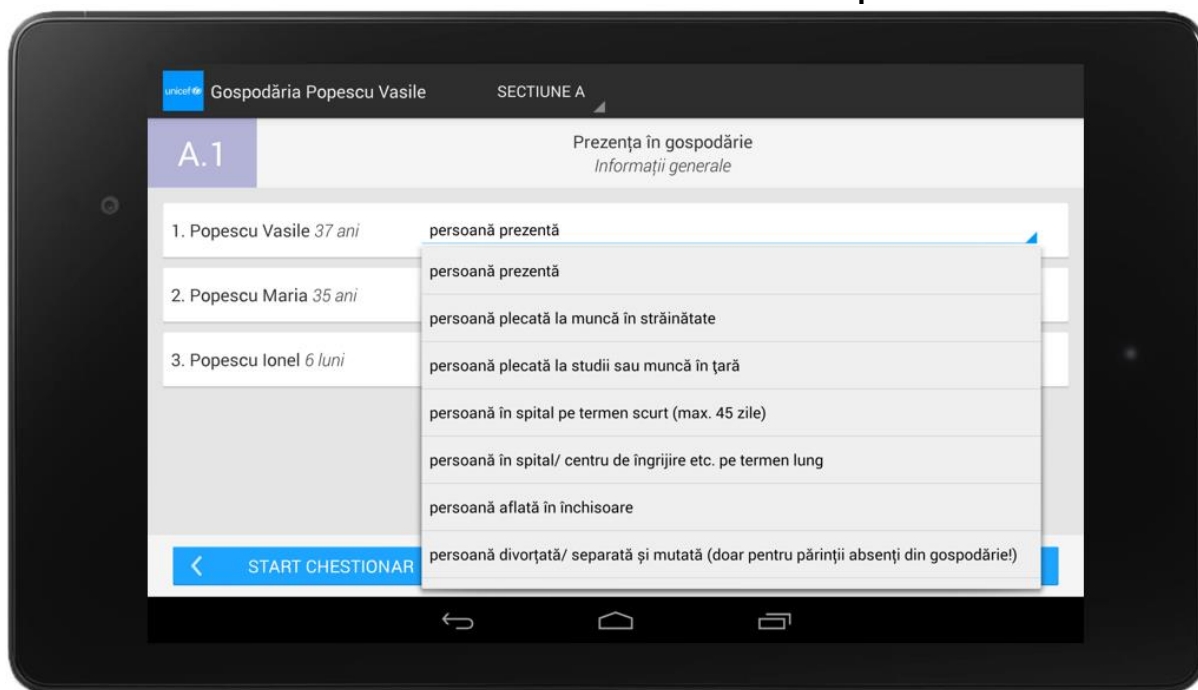 unicef Gospodăria Popescu Vasile SECTIUNE A
A.1
Prezența în gospodărie
Informații generale
1. Popescu Vasile 37 ani persoană prezentă
persoană prezentă
2. Popescu Maria 35 ani
persoană plecată la muncă în străinătate
3. Popescu Ionel 6 luni
persoană plecată la studii sau muncă în ţară
persoană în spital pe termen scurt (max. 45 zile)
persoană în spital/ centru de îngrijire etc. pe termen lung
persoană aflată în închisoare
persoană divorțată/ separată și mutată (doar pentru părinții absenți din gospodărie!)
START CHESTIONAR